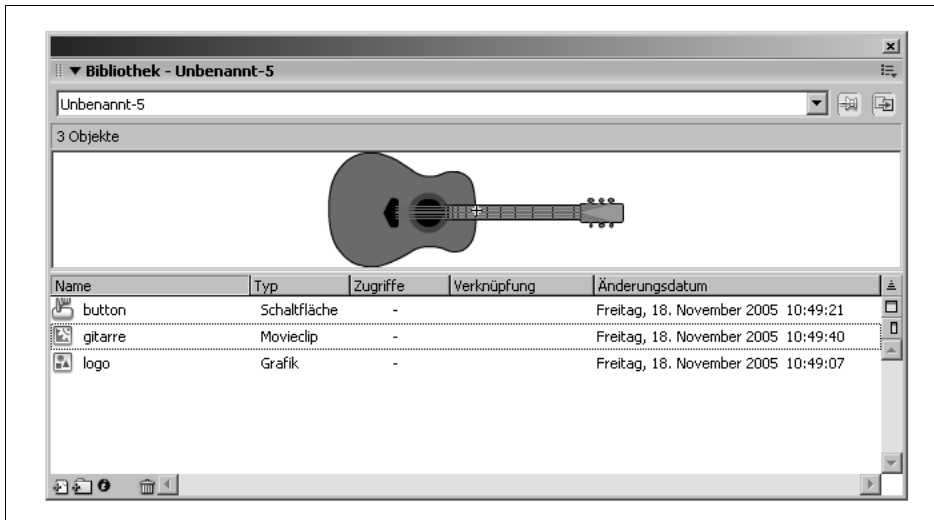 Bibliothek - Unbenannt-5
Unbenannt-5
3 Objekte
Name Typ Zugriffe Verknüpfung Änderungsdatum
button Schaltfläche - Freitag, 18. November 2005 10:49:21
gitarre Movieclip - Freitag, 18. November 2005 10:49:40
logo Grafik - Freitag, 18. November 2005 10:49:07